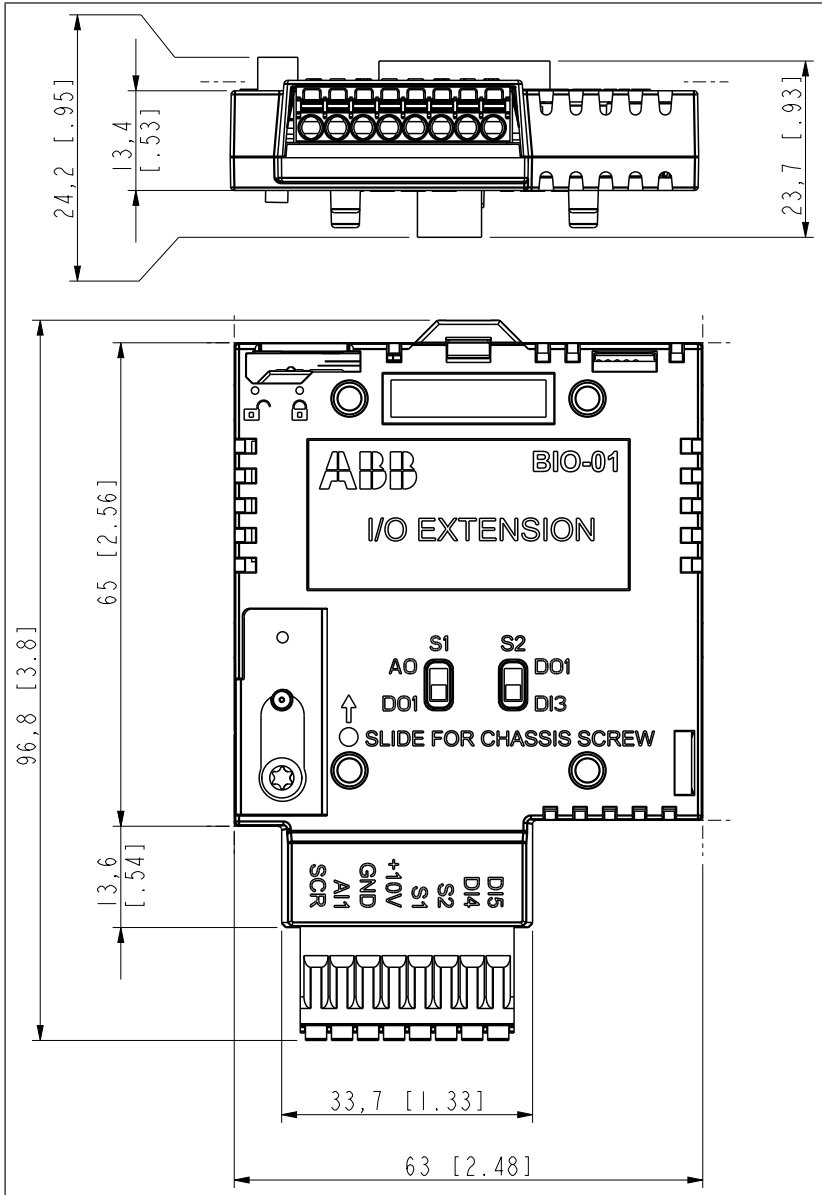 24,2 [.95]
13,4
[.53]
23,7 [.93]
ABB
BIO-01
I/O EXTENSION
S1 S2
AO DO1
DO1 DI3
SLIDE FOR CHASSIS SCREW
65 [2.56]
96,8 [3.8]
13,6
[.54]
SCR
AI1
GND
+10V
S1
S2
DI4
DI5
33,7 [1.33]
63 [2.48]